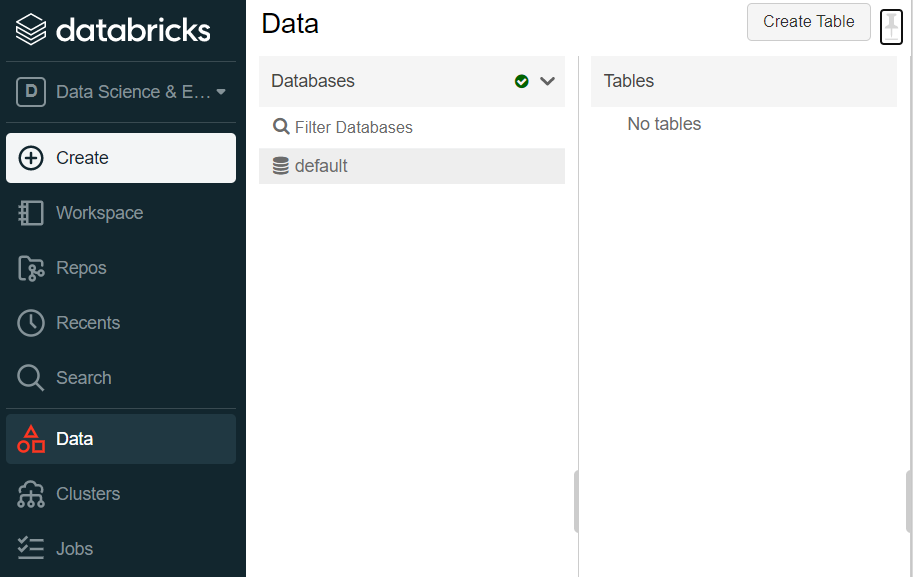 databricks
D Data Science & E...
Create
Workspace
Repos
Recents
Search
Data
Clusters
Jobs
Data
Create Table
Databases
Filter Databases
default
Tables
No tables